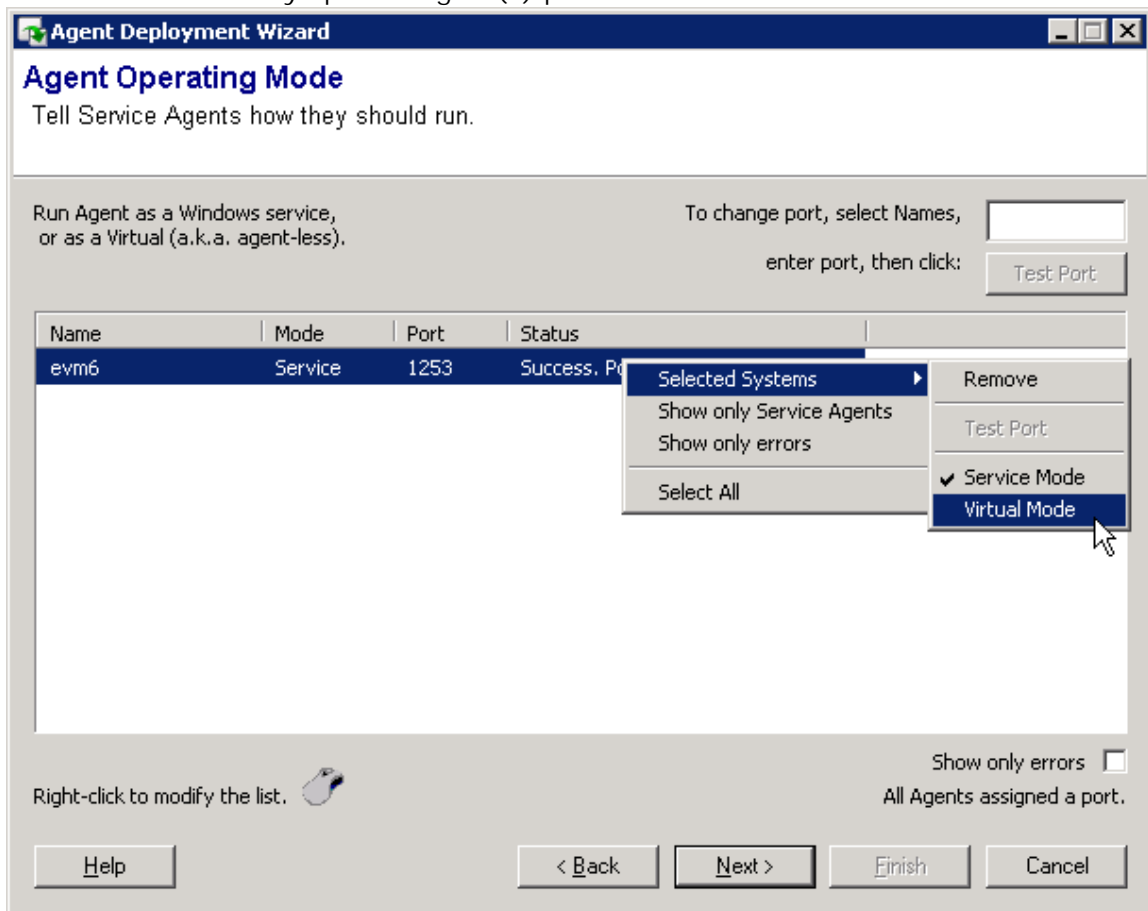 Agent Deployment Wizard
Agent Operating Mode
Tell Service Agents how they should run.
Run Agent as a Windows service,
or as a Virtual (a.k.a. agent-less).
To change port, select Names,
enter port, then click:
Test Port
Name Mode Port Status
evm6 Service 1253 Success.
Selected Systems
Show only Service Agents
Show only errors
Select All
Remove
Test Port
Service Mode
Virtual Mode
Show only errors
Right-click to modify the list.
All Agents assigned a port.
Help
< Back
Next >
Finish
Cancel